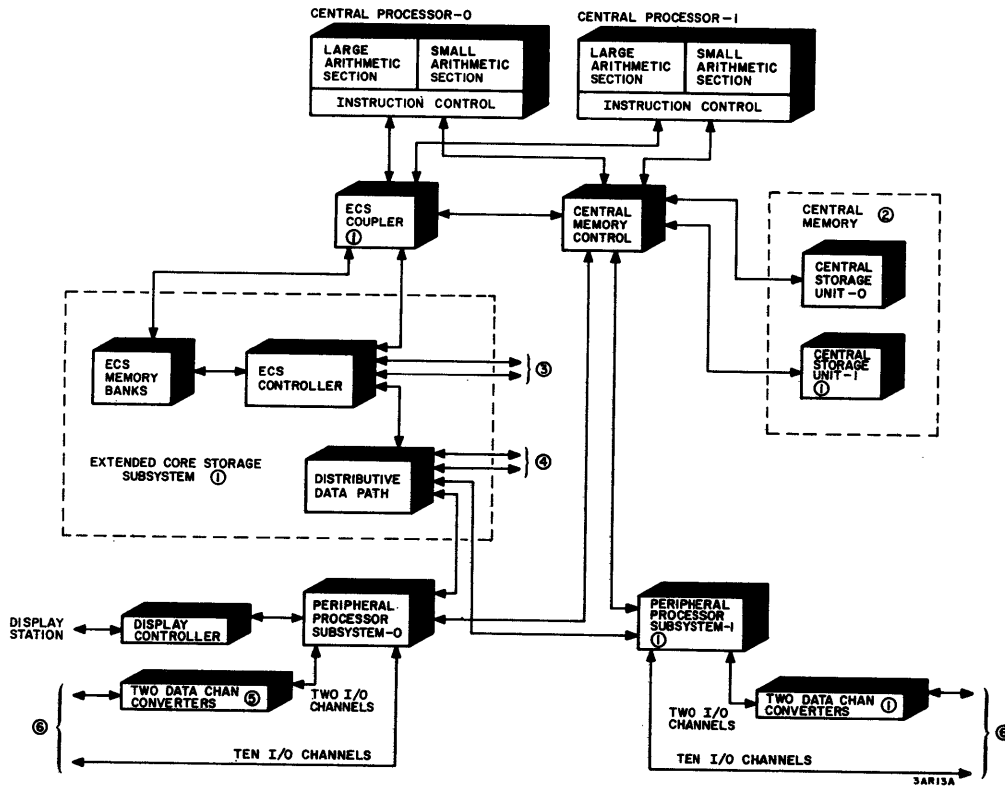 CENTRAL PROCESSOR-0
LARGE
ARITHMETIC
SECTION
SMALL
ARITHMETIC
SECTION
INSTRUCTION CONTROL
CENTRAL PROCESSOR-1
LARGE
ARITHMETIC
SECTION
SMALL
ARITHMETIC
SECTION
INSTRUCTION CONTROL
ECS
COUPLER
①
CENTRAL
MEMORY
CONTROL
CENTRAL ②
MEMORY
CENTRAL
STORAGE
UNIT-0
CENTRAL
STORAGE
UNIT-1
①
ECS
MEMORY
BANKS
ECS
CONTROLLER
③
EXTENDED CORE STORAGE
SUBSYSTEM ①
DISTRIBUTIVE
DATA PATH
④
DISPLAY
STATION
DISPLAY
CONTROLLER
PERIPHERAL
PROCESSOR
SUBSYSTEM-0
PERIPHERAL
PROCESSOR
SUBSYSTEM-1
①
⑥
TWO DATA CHAN
CONVERTERS ⑤
TWO I/O
CHANNELS
TEN I/O CHANNELS
TWO I/O
CHANNELS
TWO DATA CHAN
CONVERTERS ①
⑥
TEN I/O CHANNELS
3AR13A